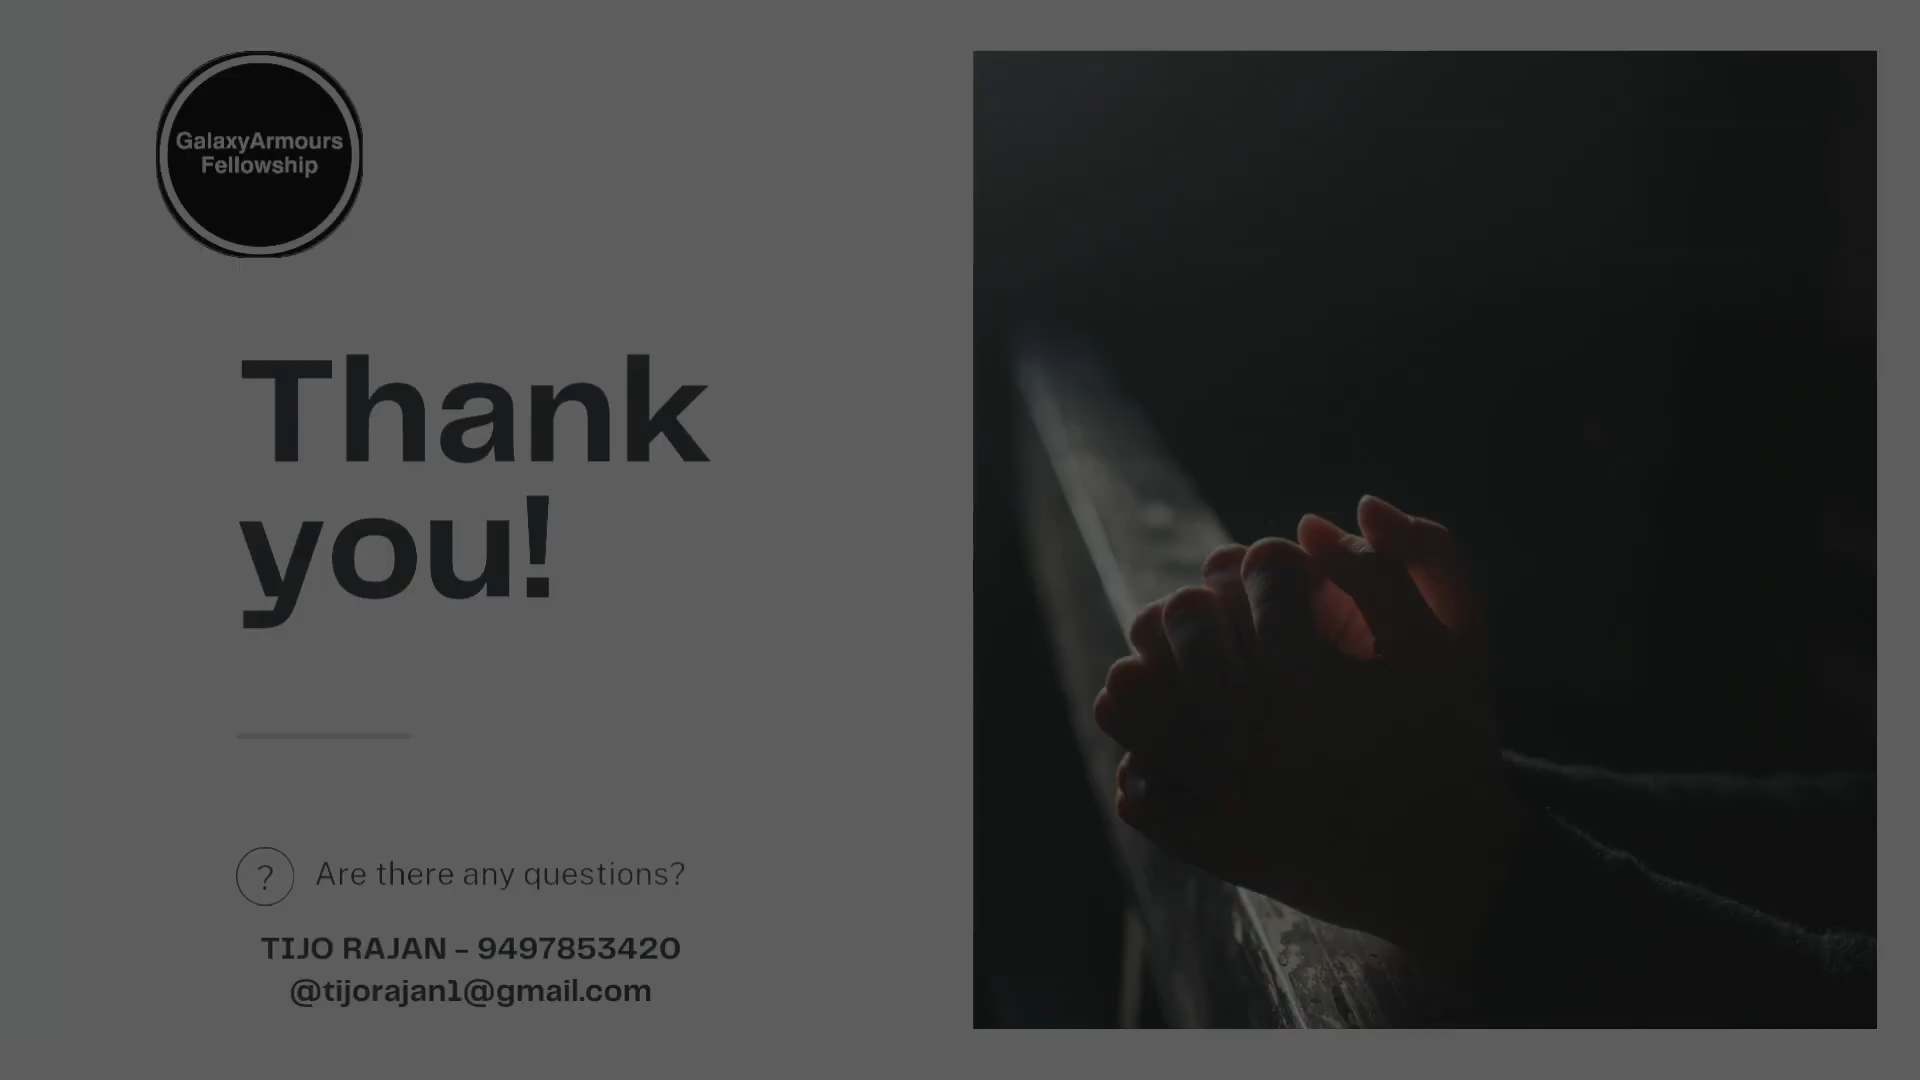 GalaxyArmours
Fellowship
Thank
you!
? Are there any questions?
TIJO RAJAN - 9497853420
@tijorajan1@gmail.com